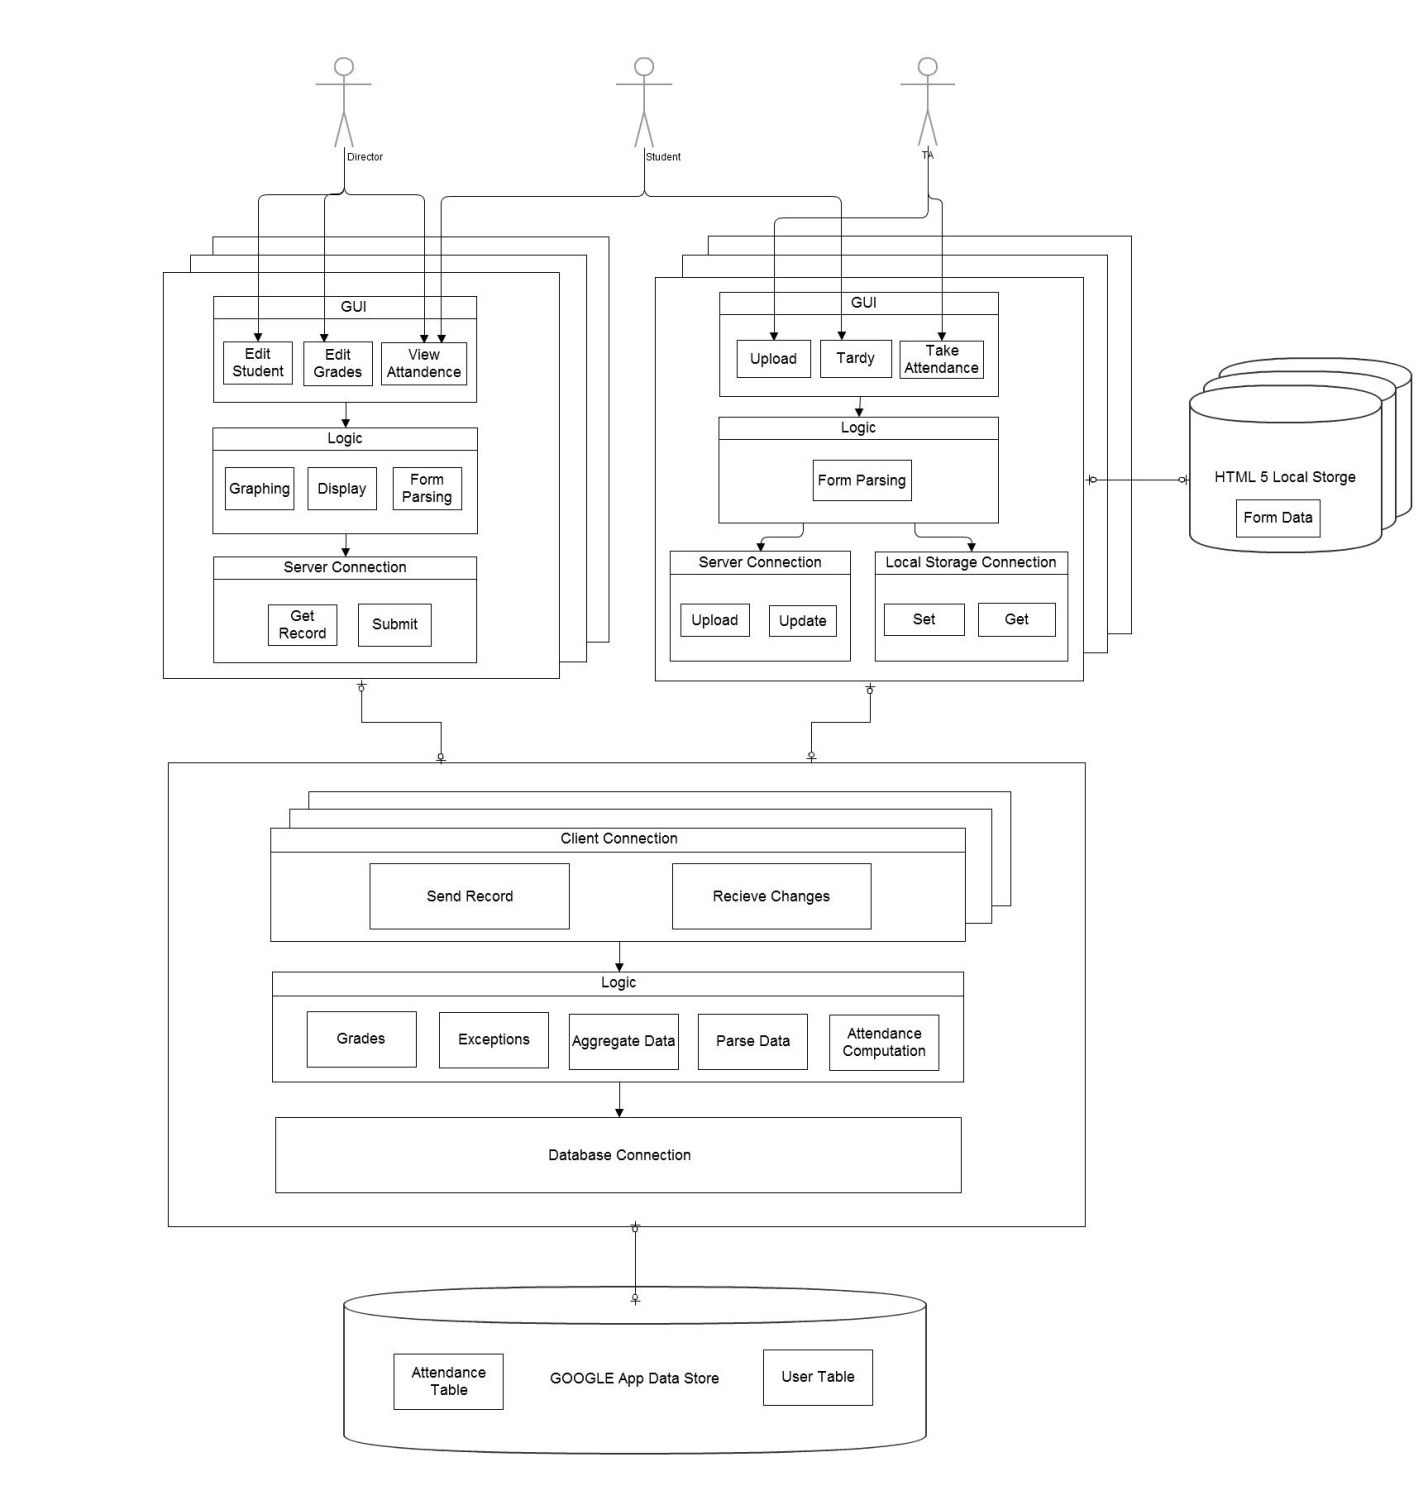 Director
Student
TA
GUI
Edit
Student
Edit
Grades
View
Attandence
Logic
Graphing
Display
Form
Parsing
Server Connection
Get
Record
Submit
GUI
Upload
Tardy
Take
Attendance
Logic
Form Parsing
Server Connection
Upload
Update
Local Storage Connection
Set
Get
HTML 5 Local Storge
Form Data
Client Connection
Send Record
Recieve Changes
Logic
Grades
Exceptions
Aggregate Data
Parse Data
Attendance
Computation
Database Connection
Attendance
Table
GOOGLE App Data Store
User Table